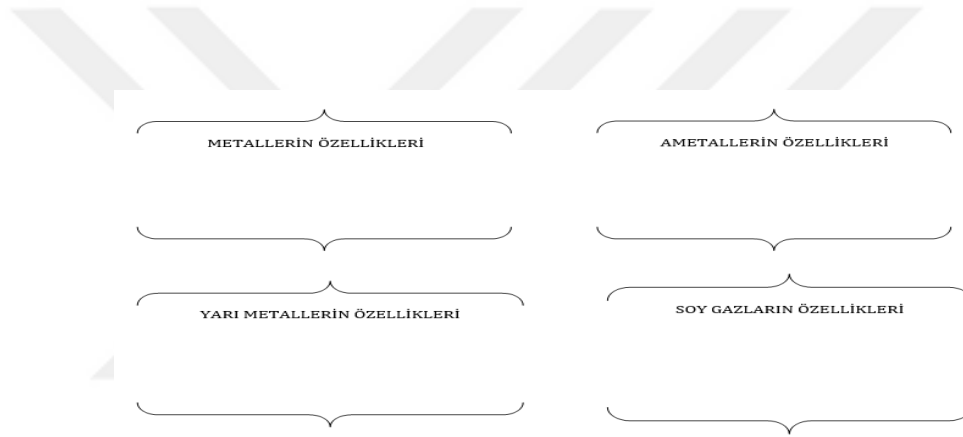 METALLERİN ÖZELLİKLERİ
AMETALLERİN ÖZELLİKLERİ
YARI METALLERİN ÖZELLİKLERİ
SOY GAZLARIN ÖZELLİKLERİ